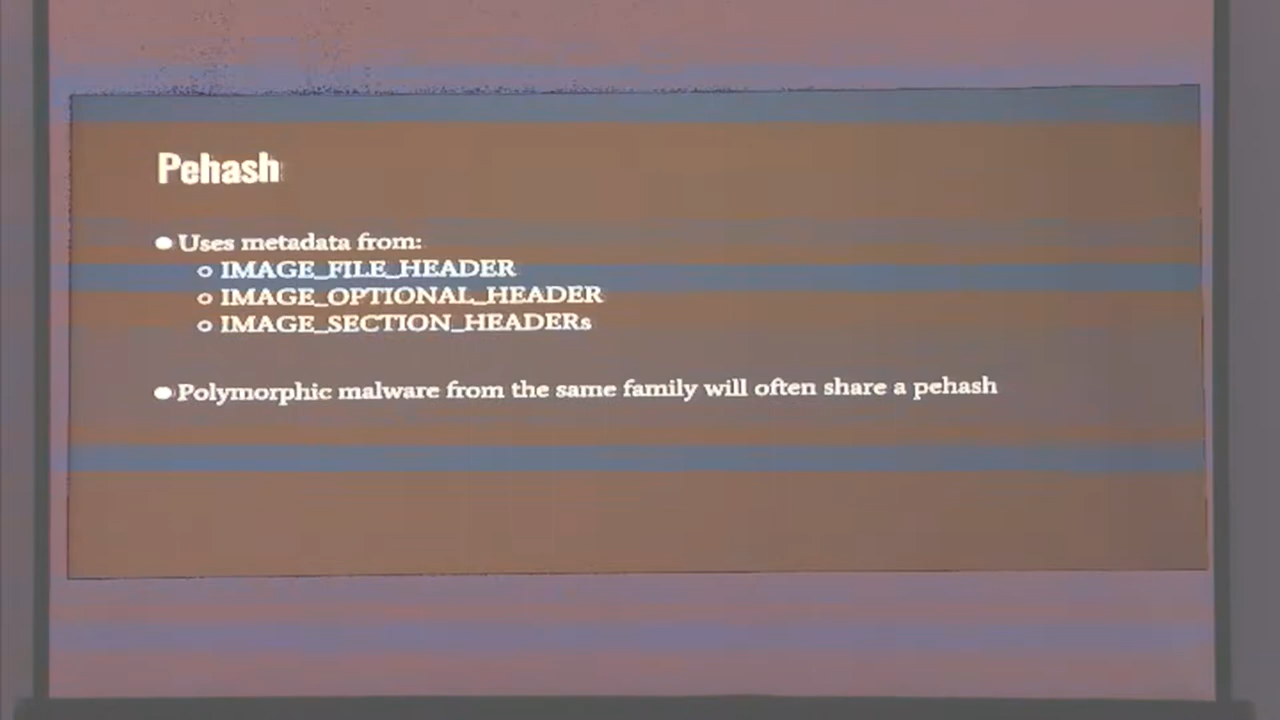 Pehash
● Uses metadata from:
○ IMAGE_FILE_HEADER
○ IMAGE_OPTIONAL_HEADER
○ IMAGE_SECTION_HEADERs
● Polymorphic malware from the same family will often share a pehash